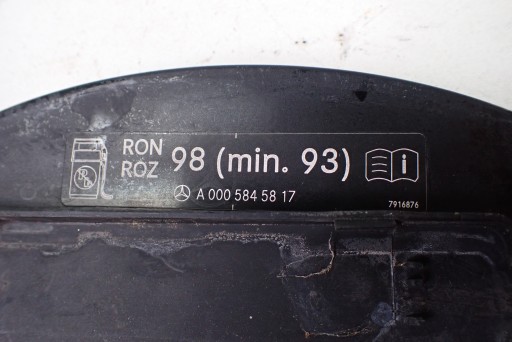 RON
ROZ 98 (min. 93) i
A 000 584 58 17
7916876